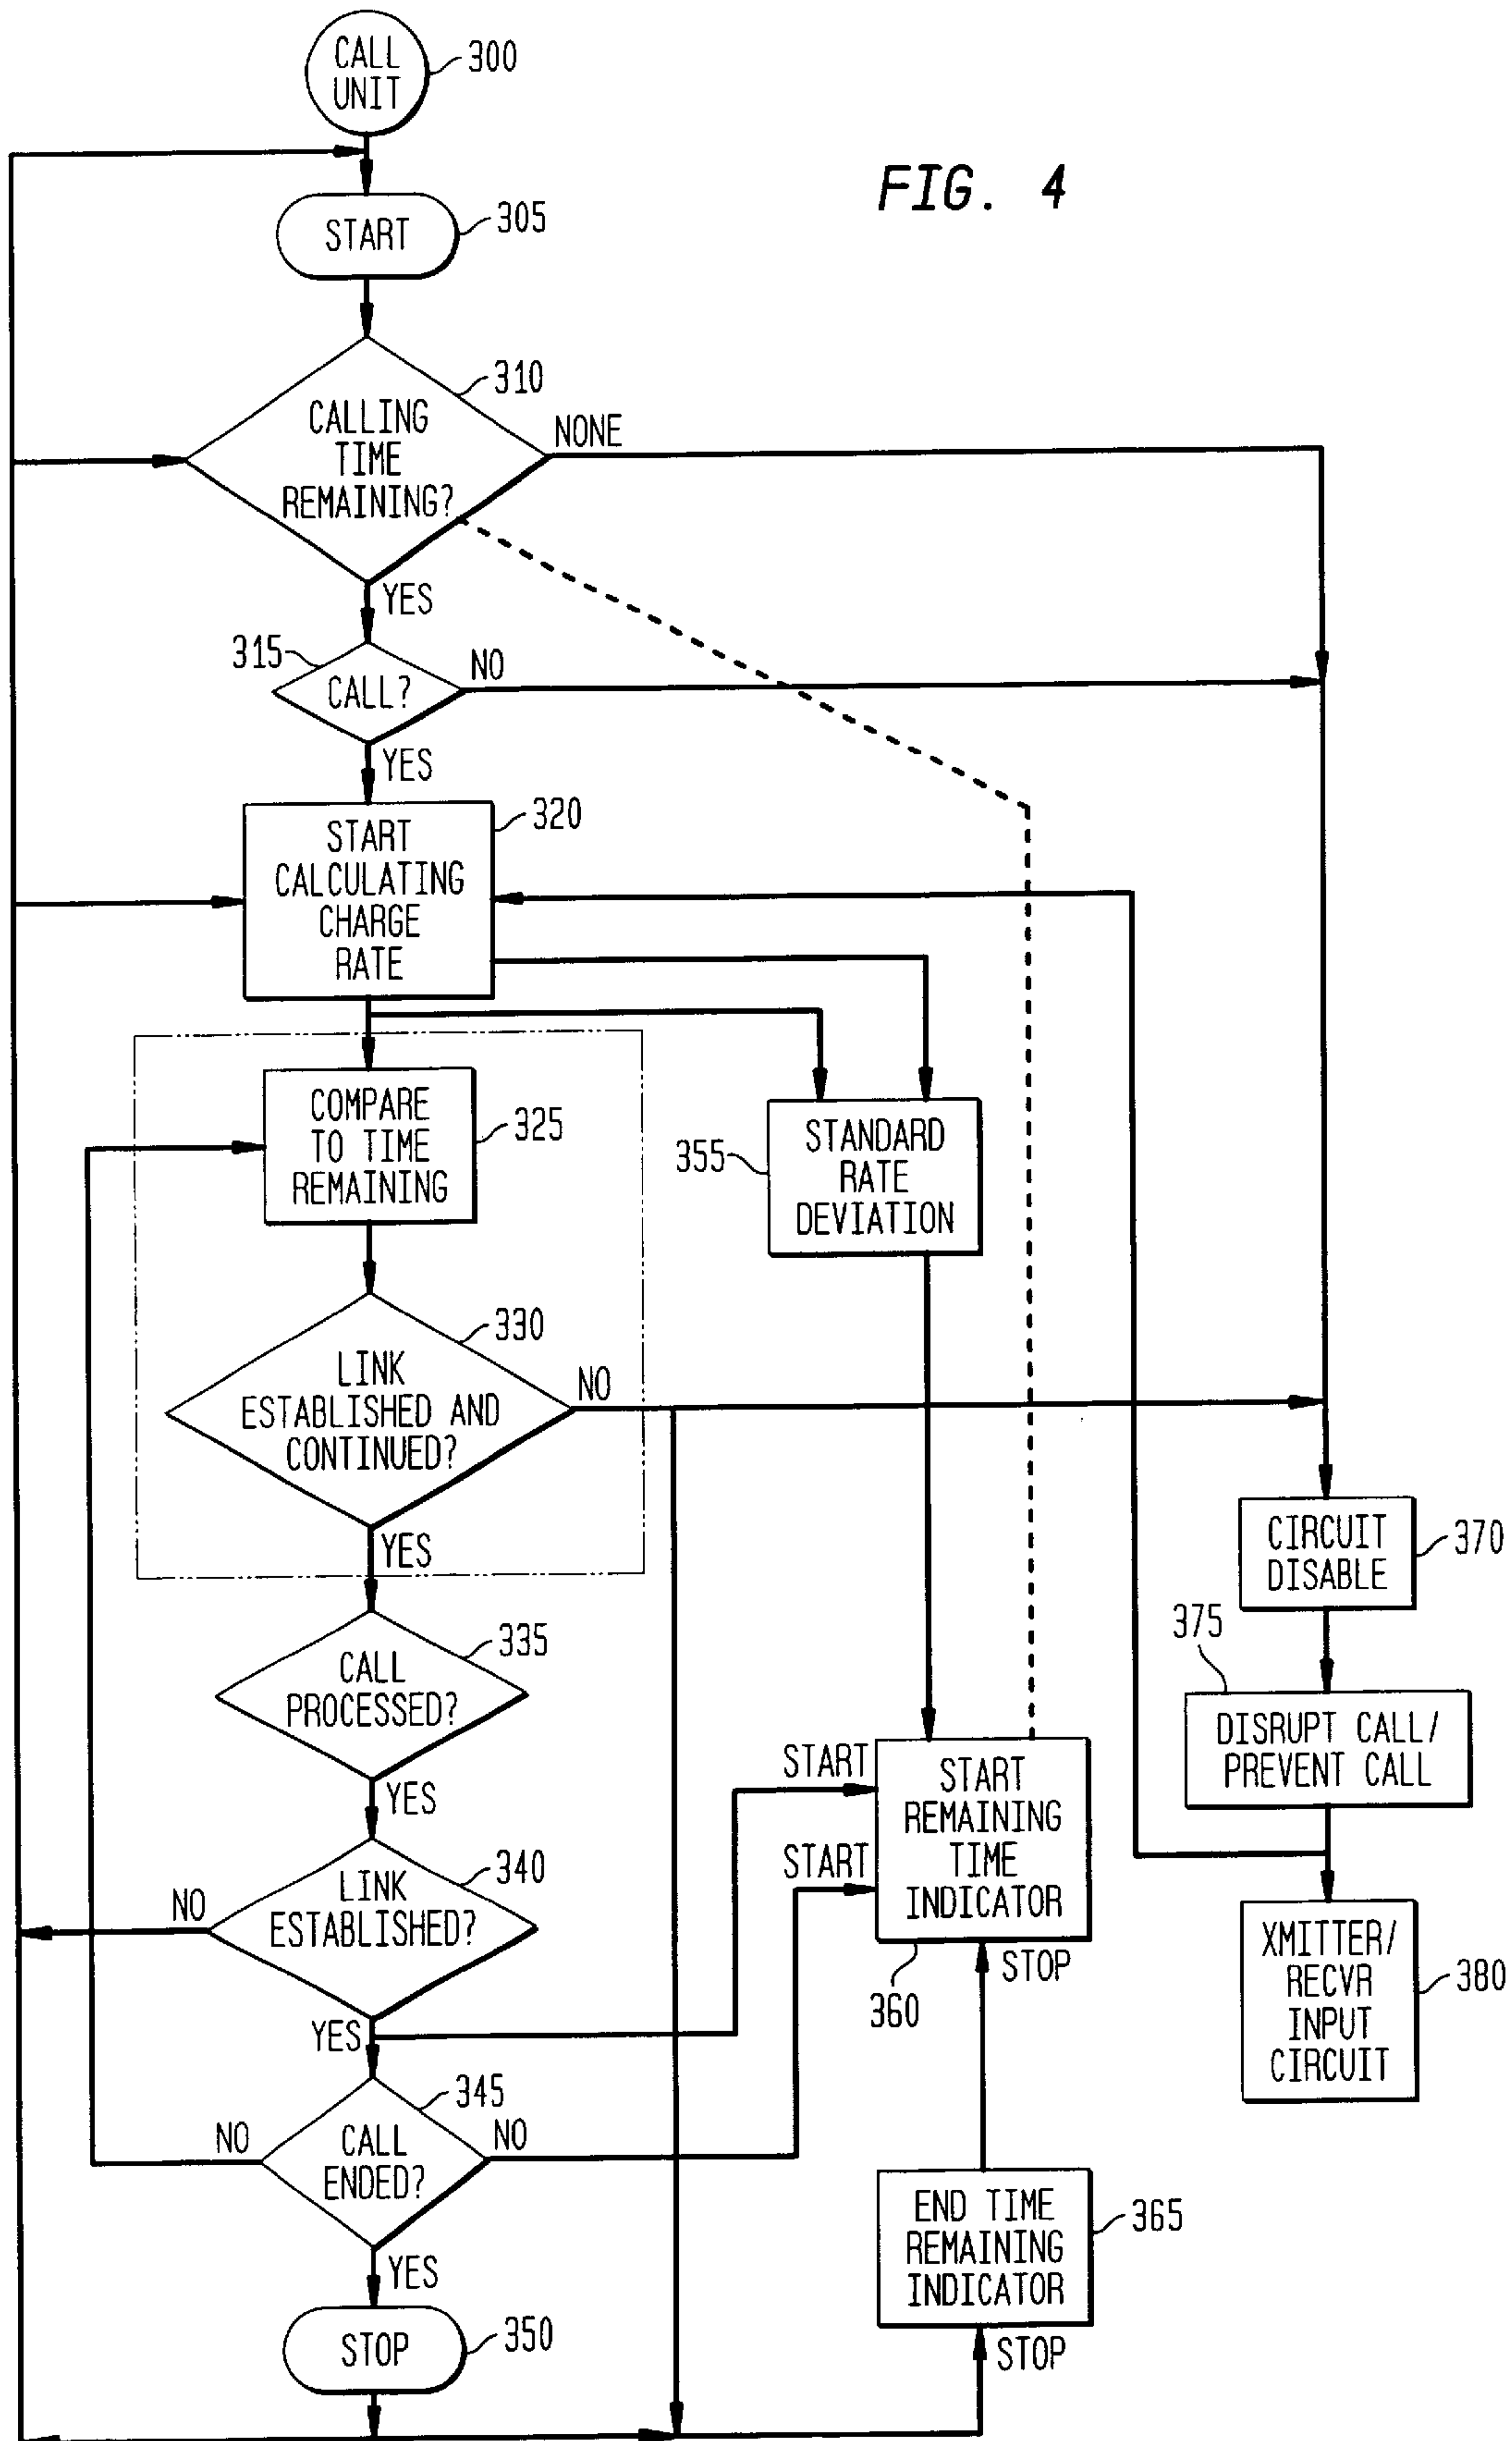 CALL
UNIT
300
FIG. 4
START
305
310
CALLING
TIME
REMAINING?
NONE
YES
315
CALL?
NO
YES
320
START
CALCULATING
CHARGE
RATE
COMPARE
TO TIME
REMAINING
325
355
STANDARD
RATE
DEVIATION
330
LINK
ESTABLISHED AND
CONTINUED?
NO
YES
CIRCUIT
DISABLE
370
335
CALL
PROCESSED?
YES
375
DISRUPT CALL/
PREVENT CALL
START
START
START
REMAINING
TIME
INDICATOR
360
STOP
340
LINK
ESTABLISHED?
NO
YES
XMITTER/
RECVR
INPUT
CIRCUIT
380
345
CALL
ENDED?
NO
NO
YES
END TIME
REMAINING
INDICATOR
365
STOP
STOP
350